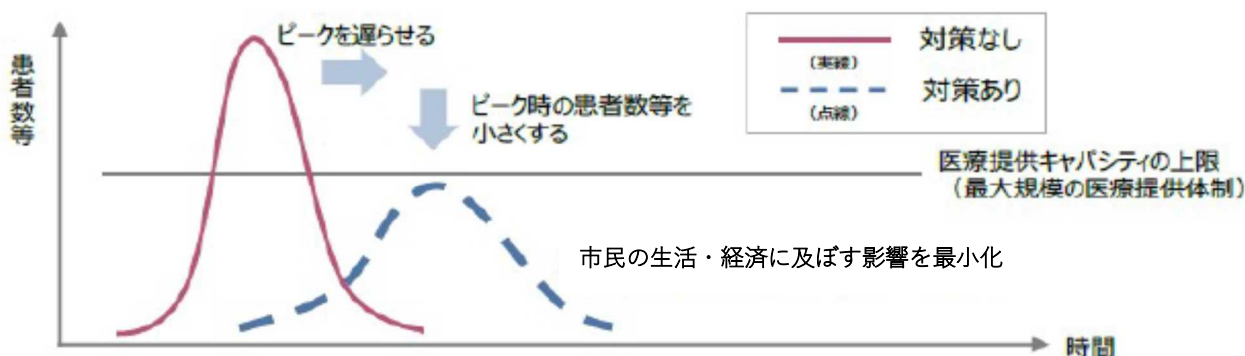 ピークを遅らせる
対策なし
(実線)
対策あり
(点線)
患者数等
ピーク時の患者数等を
小さくする
医療提供キャパシティの上限
(最大規模の医療提供体制)
市民の生活・経済に及ぼす影響を最小化
時間